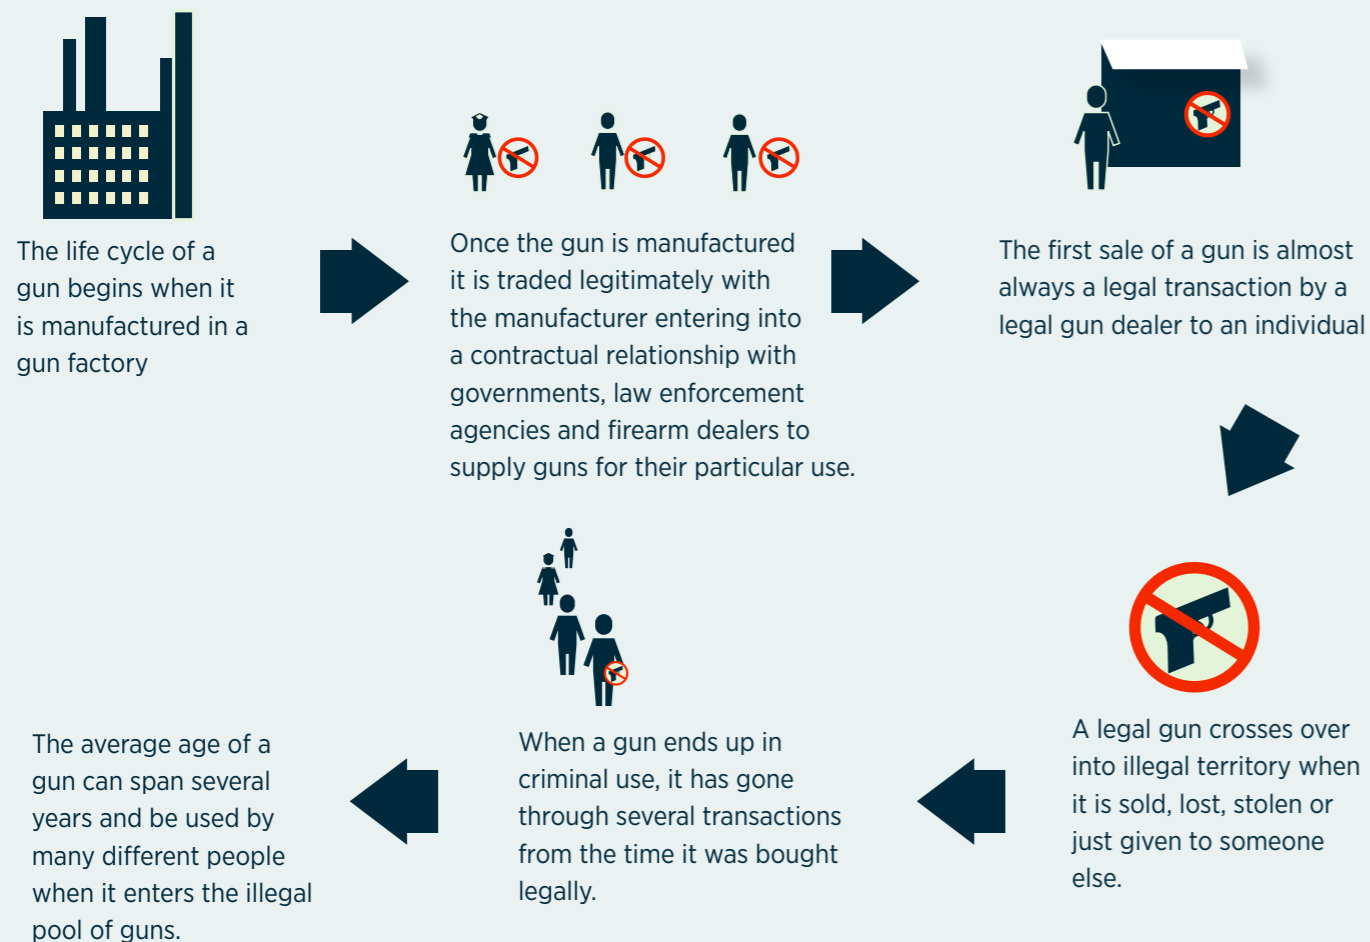 The life cycle of a
gun begins when it
is manufactured in a
gun factory
Once the gun is manufactured
it is traded legitimately with
the manufacturer entering into
a contractual relationship with
governments, law enforcement
agencies and firearm dealers to
supply guns for their particular use.
The first sale of a gun is almost
always a legal transaction by a
legal gun dealer to an individual
A legal gun crosses over
into illegal territory when
it is sold, lost, stolen or
just given to someone
else.
When a gun ends up in
criminal use, it has gone
through several transactions
from the time it was bought
legally.
The average age of a
gun can span several
years and be used by
many different people
when it enters the illegal
pool of guns.